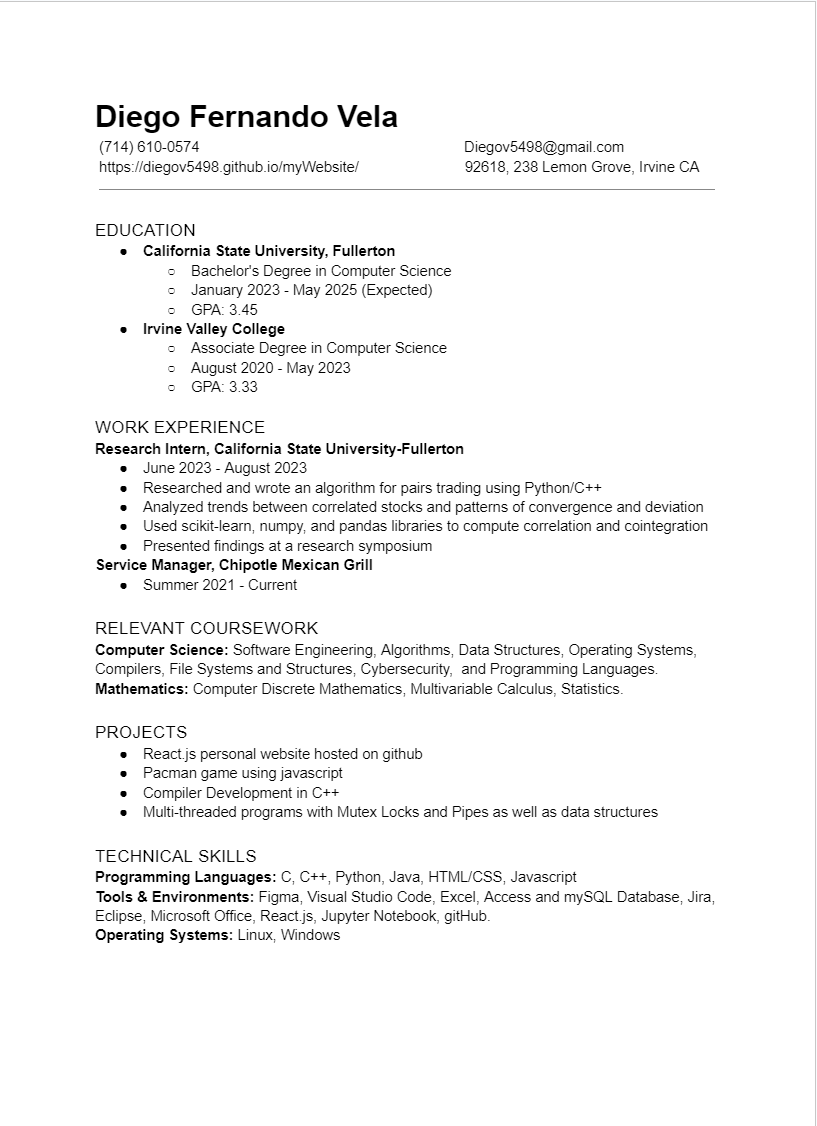 Diego Fernando Vela
(714) 610-0574 Diegov5498@gmail.com
https://diegov5498.github.io/myWebsite/ 92618, 238 Lemon Grove, Irvine CA
EDUCATION
● California State University, Fullerton
○ Bachelor's Degree in Computer Science
○ January 2023 - May 2025 (Expected)
○ GPA: 3.45
● Irvine Valley College
○ Associate Degree in Computer Science
○ August 2020 - May 2023
○ GPA: 3.33
WORK EXPERIENCE
Research Intern, California State University-Fullerton
● June 2023 - August 2023
● Researched and wrote an algorithm for pairs trading using Python/C++
● Analyzed trends between correlated stocks and patterns of convergence and deviation
● Used scikit-learn, numpy, and pandas libraries to compute correlation and cointegration
● Presented findings at a research symposium
Service Manager, Chipotle Mexican Grill
● Summer 2021 - Current
RELEVANT COURSEWORK
Computer Science: Software Engineering, Algorithms, Data Structures, Operating Systems,
Compilers, File Systems and Structures, Cybersecurity,  and Programming Languages.
Mathematics: Computer Discrete Mathematics, Multivariable Calculus, Statistics.
PROJECTS
● React.js personal website hosted on github
● Pacman game using javascript
● Compiler Development in C++
● Multi-threaded programs with Mutex Locks and Pipes as well as data structures
TECHNICAL SKILLS
Programming Languages: C, C++, Python, Java, HTML/CSS, Javascript
Tools & Environments: Figma, Visual Studio Code, Excel, Access and mySQL Database, Jira,
Eclipse, Microsoft Office, React.js, Jupyter Notebook, gitHub.
Operating Systems: Linux, Windows